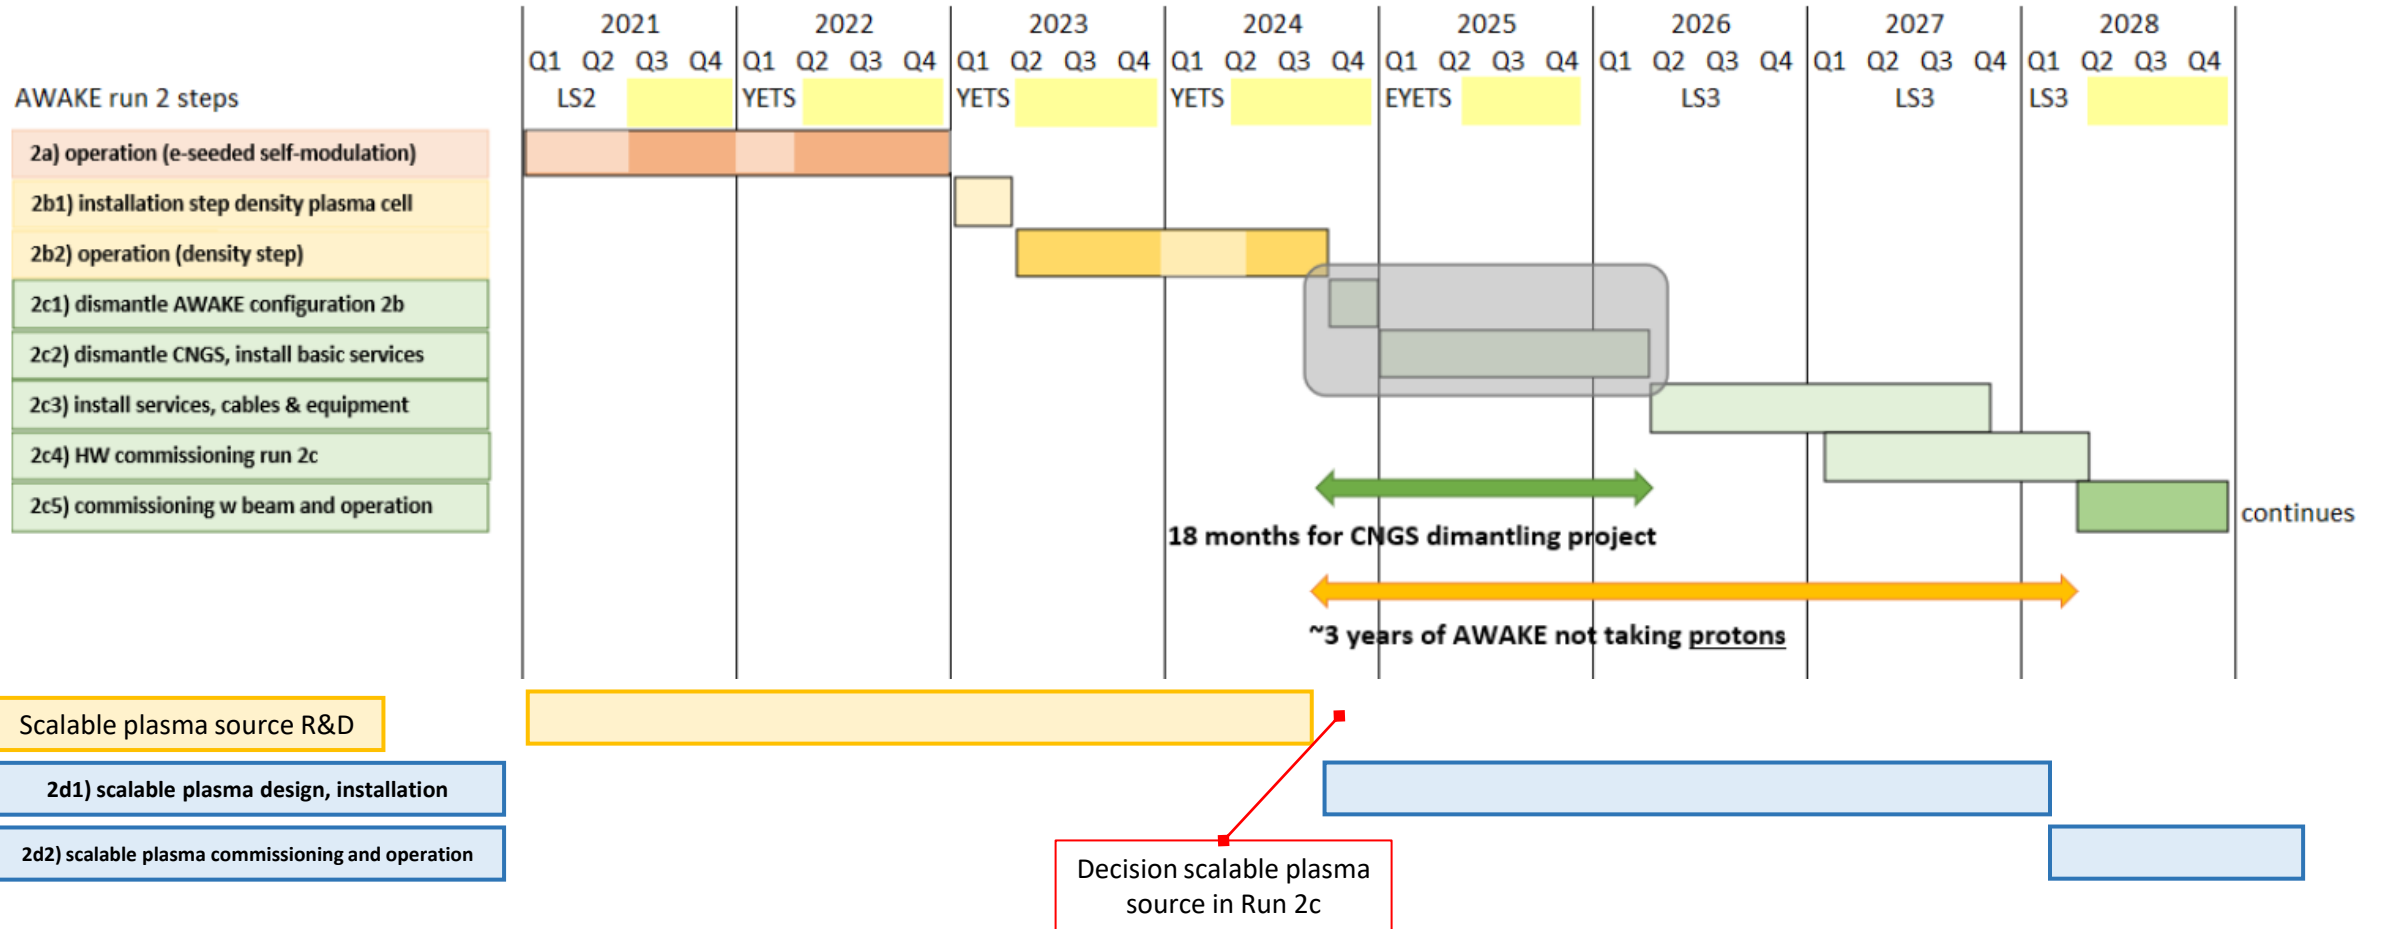 2021 2022 2023 2024 2025 2026 2027 2028
Q1 Q2 Q3 Q4 Q1 Q2 Q3 Q4 Q1 Q2 Q3 Q4 Q1 Q2 Q3 Q4 Q1 Q2 Q3 Q4 Q1 Q2 Q3 Q4 Q1 Q2 Q3 Q4 Q1 Q2 Q3 Q4
AWAKE run 2 steps LS2 YETS YETS YETS EYETS LS3 LS3 LS3
2a) operation (e-seeded self-modulation)
2b1) installation step density plasma cell
2b2) operation (density step)
2c1) dismantle AWAKE configuration 2b
2c2) dismantle CNGS, install basic services
2c3) install services, cables & equipment
2c4) HW commissioning run 2c
2c5) commissioning w beam and operation
continues
18 months for CNGS dimantling project
~3 years of AWAKE not taking protons
Scalable plasma source R&D
2d1) scalable plasma design, installation
2d2) scalable plasma commissioning and operation
Decision scalable plasma
source in Run 2c